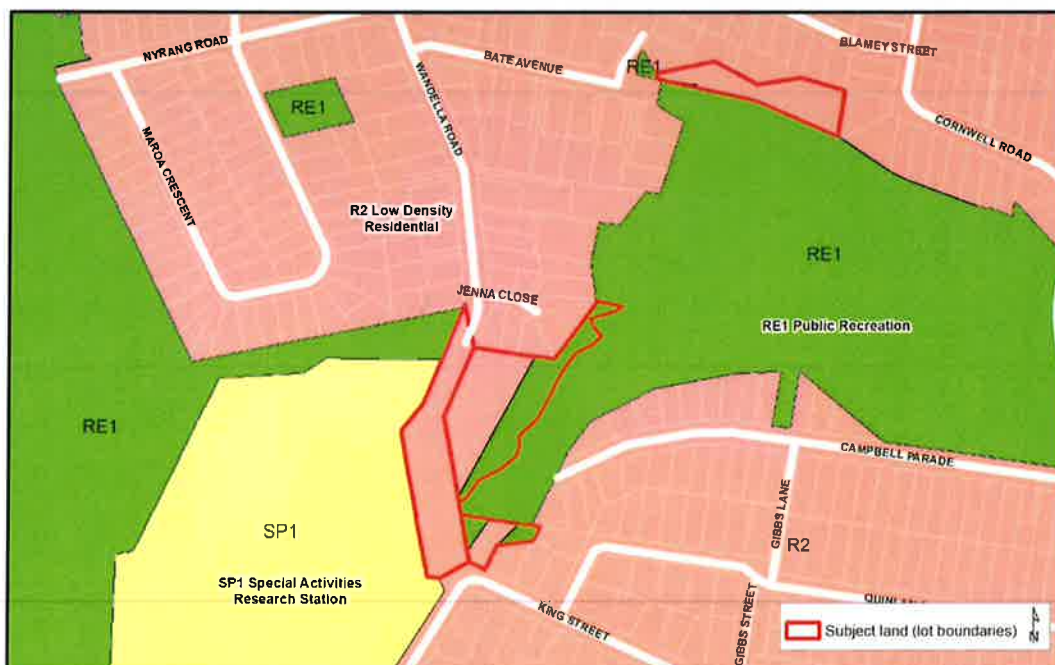 NYRANG ROAD
WANDELLA ROAD
BATE AVENUE
BLAMEY STREET
RE1
RE1
CORNWELL ROAD
MAROA CRESCENT
R2 Low Density
Residential
RE1
JENNA CLOSE
RE1 Public Recreation
RE1
CAMPBELL PARADE
GIBBS LANE
SP1
R2
SP1 Special Activities
Research Station
KING STREET
GIBBS STREET
Subject land (lot boundaries)
N